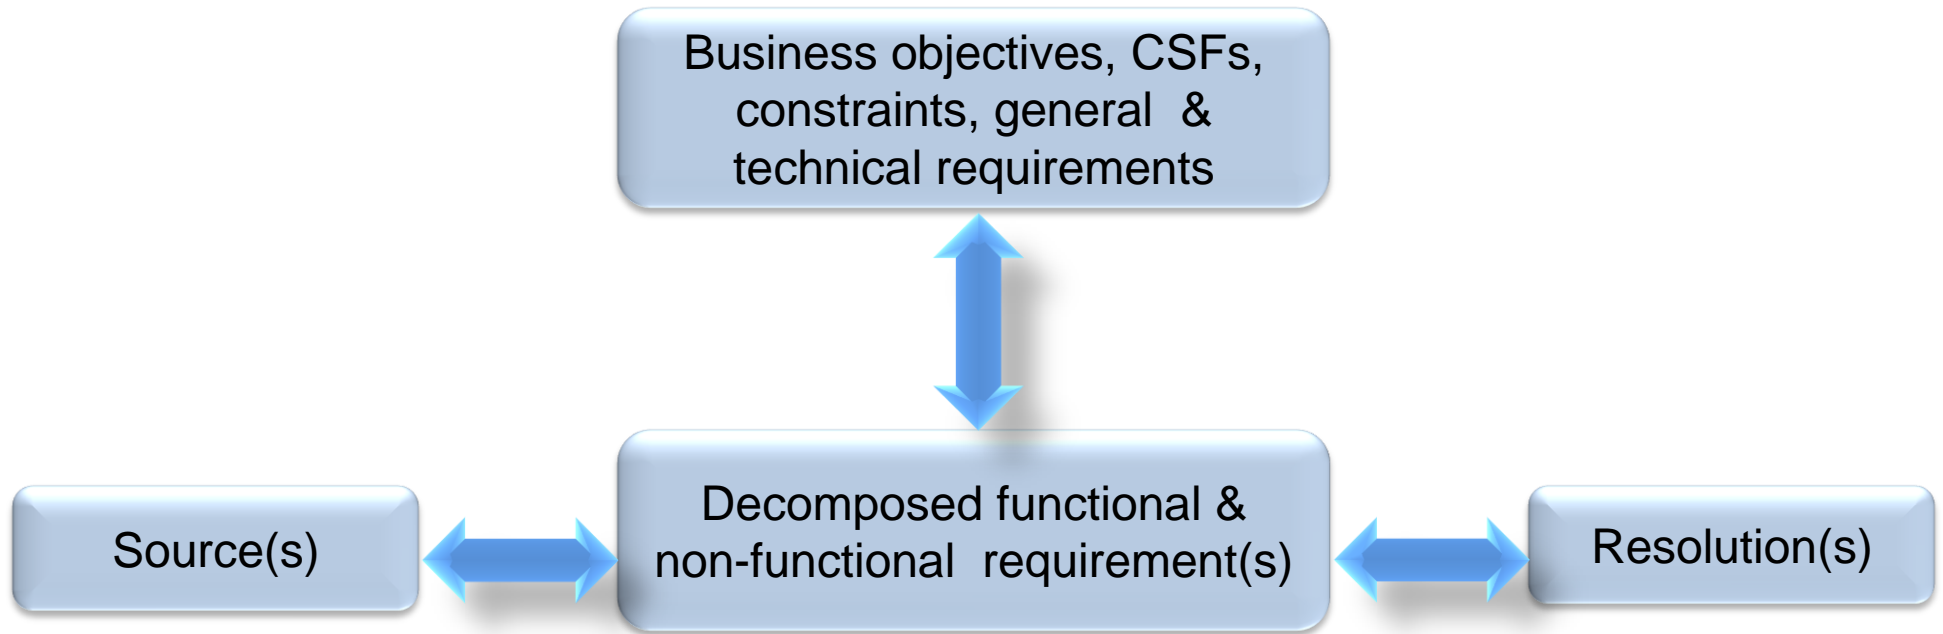 Business objectives, CSFs,
constraints, general & 
technical requirements
Source(s)
Decomposed functional &
non-functional requirement(s)
Resolution(s)